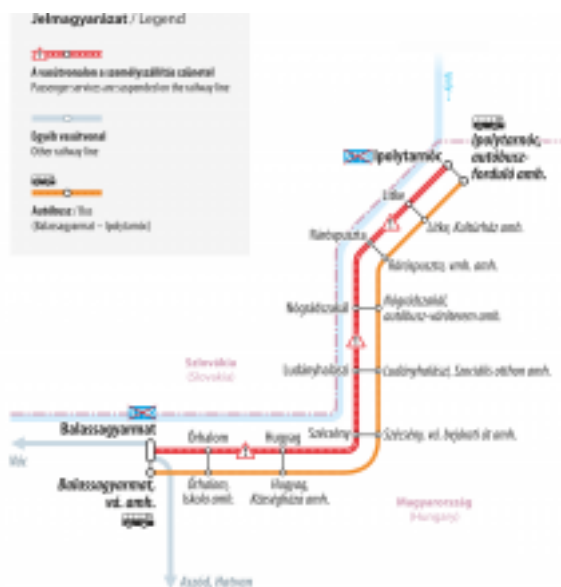 Jelmagyarázat / Legend
A vasútvonalon a személyszállítás szünetel
Passenger services are suspended on the railway line
Egyéb vasútvonal
Other railway line
Autóbusz / Bus
(Balassagyarmat – Ipolytarnóc)
Ipolytarnóc
Ipolytarnóc,
autóbusz-
forduló amh.
Litke
Litke, Kultúrház amh.
Ráróspuszta
Ráróspuszta, vmh. amh.
Nógrádszakál
Nógrádszakál,
autóbusz-váróterem amh.
Szlovákia
(Slovakia)
Ludányhalászi
Ludányhalászi, Szociális otthon amh.
Balassagyarmat
Őrhalom
Hugyag
Szécsény
Szécsény, vá. bejárati út amh.
Vác
Balassagyarmat,
vá. amh.
Őrhalom,
Iskola amh.
Hugyag,
Községháza amh.
Magyarország
(Hungary)
Aszód, Hatvan